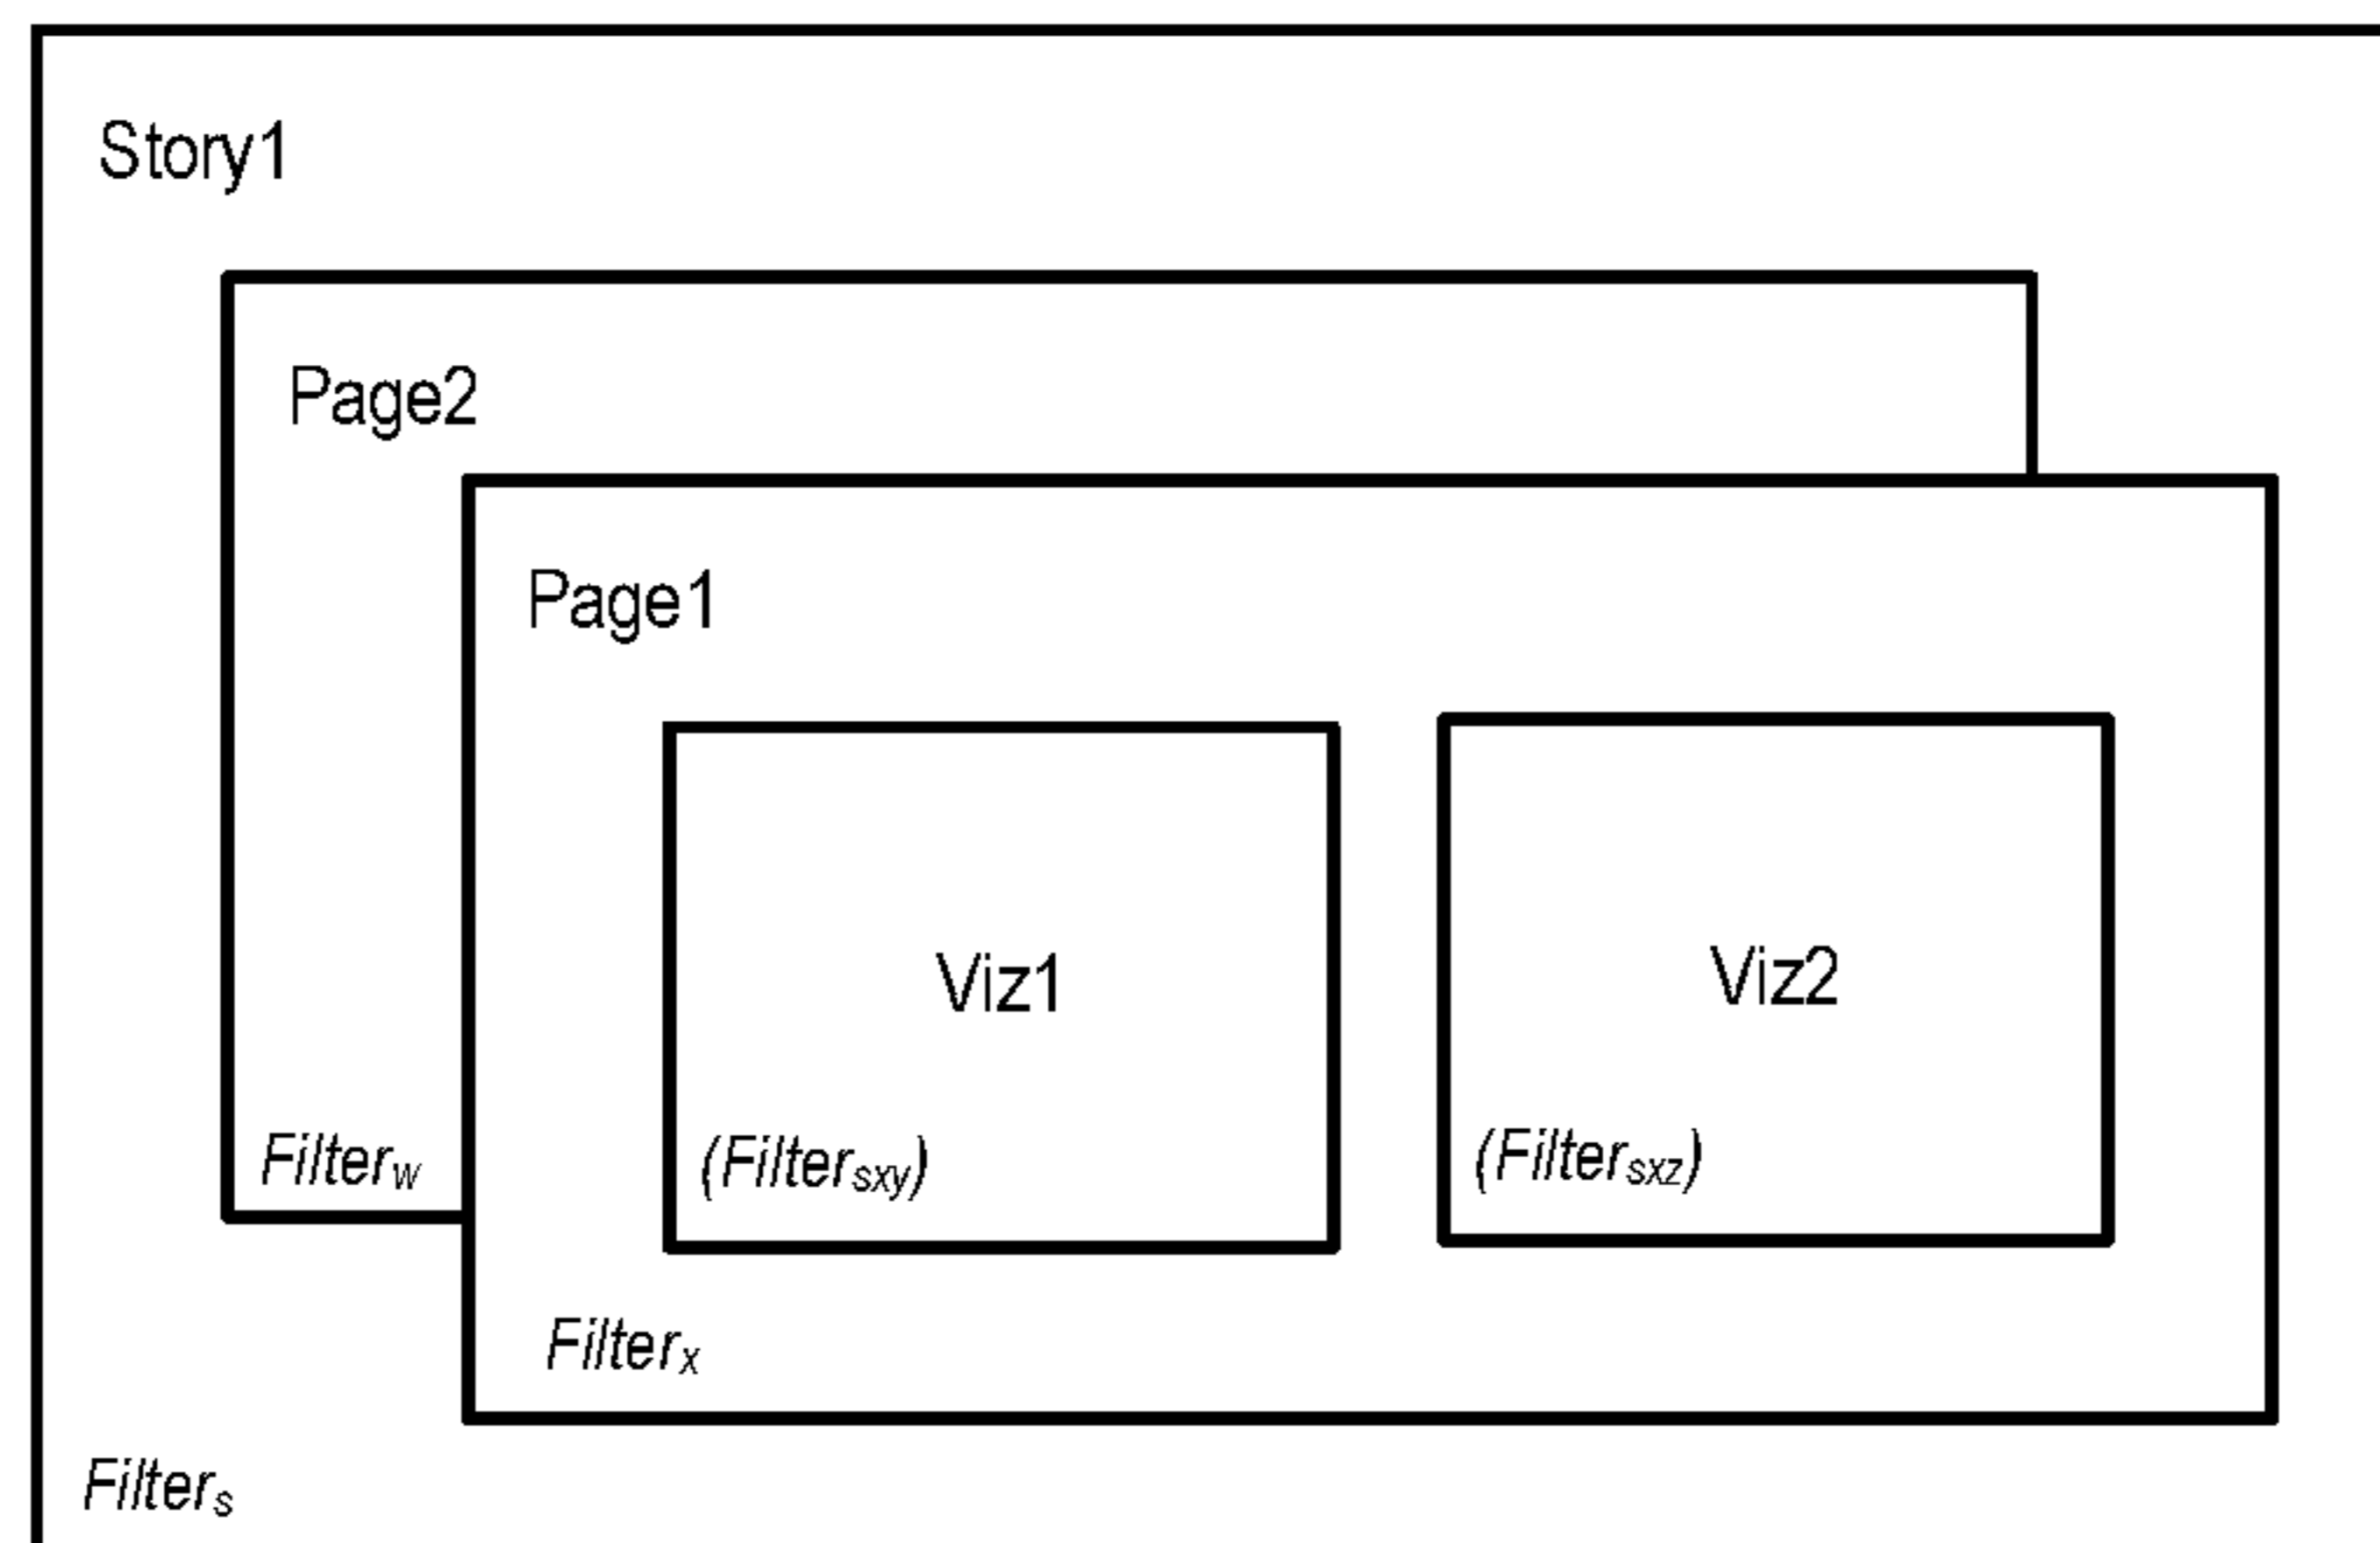 Story1
Page2
Page1
Viz1
Viz2
Filterw
(Filtersxy)
(Filtersxz)
Filterx
Filters